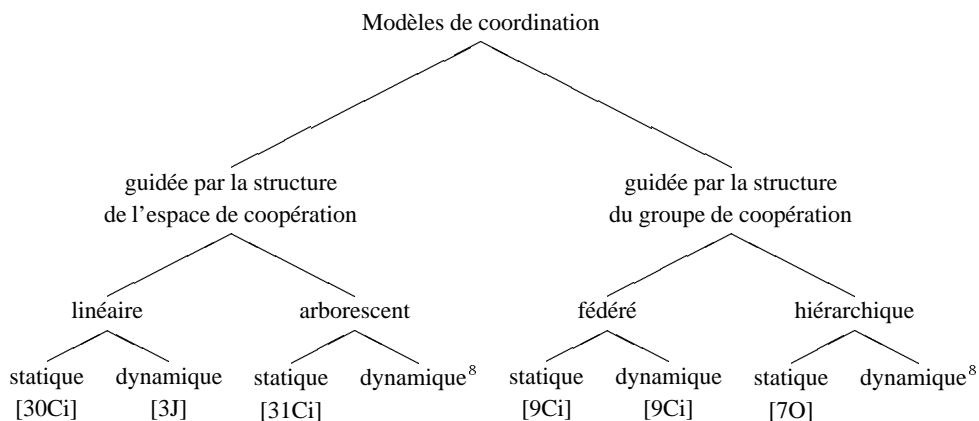 Modèles de coordination
guidée par la structure
de l'espace de coopération
guidée par la structure
du groupe de coopération
linéaire
arborescent
fédéré
hiérarchique
statique
[30Ci]
dynamique
[3J]
statique
[31Ci]
dynamique⁸
statique
[9Ci]
dynamique
[9Ci]
statique
[7O]
dynamique⁸